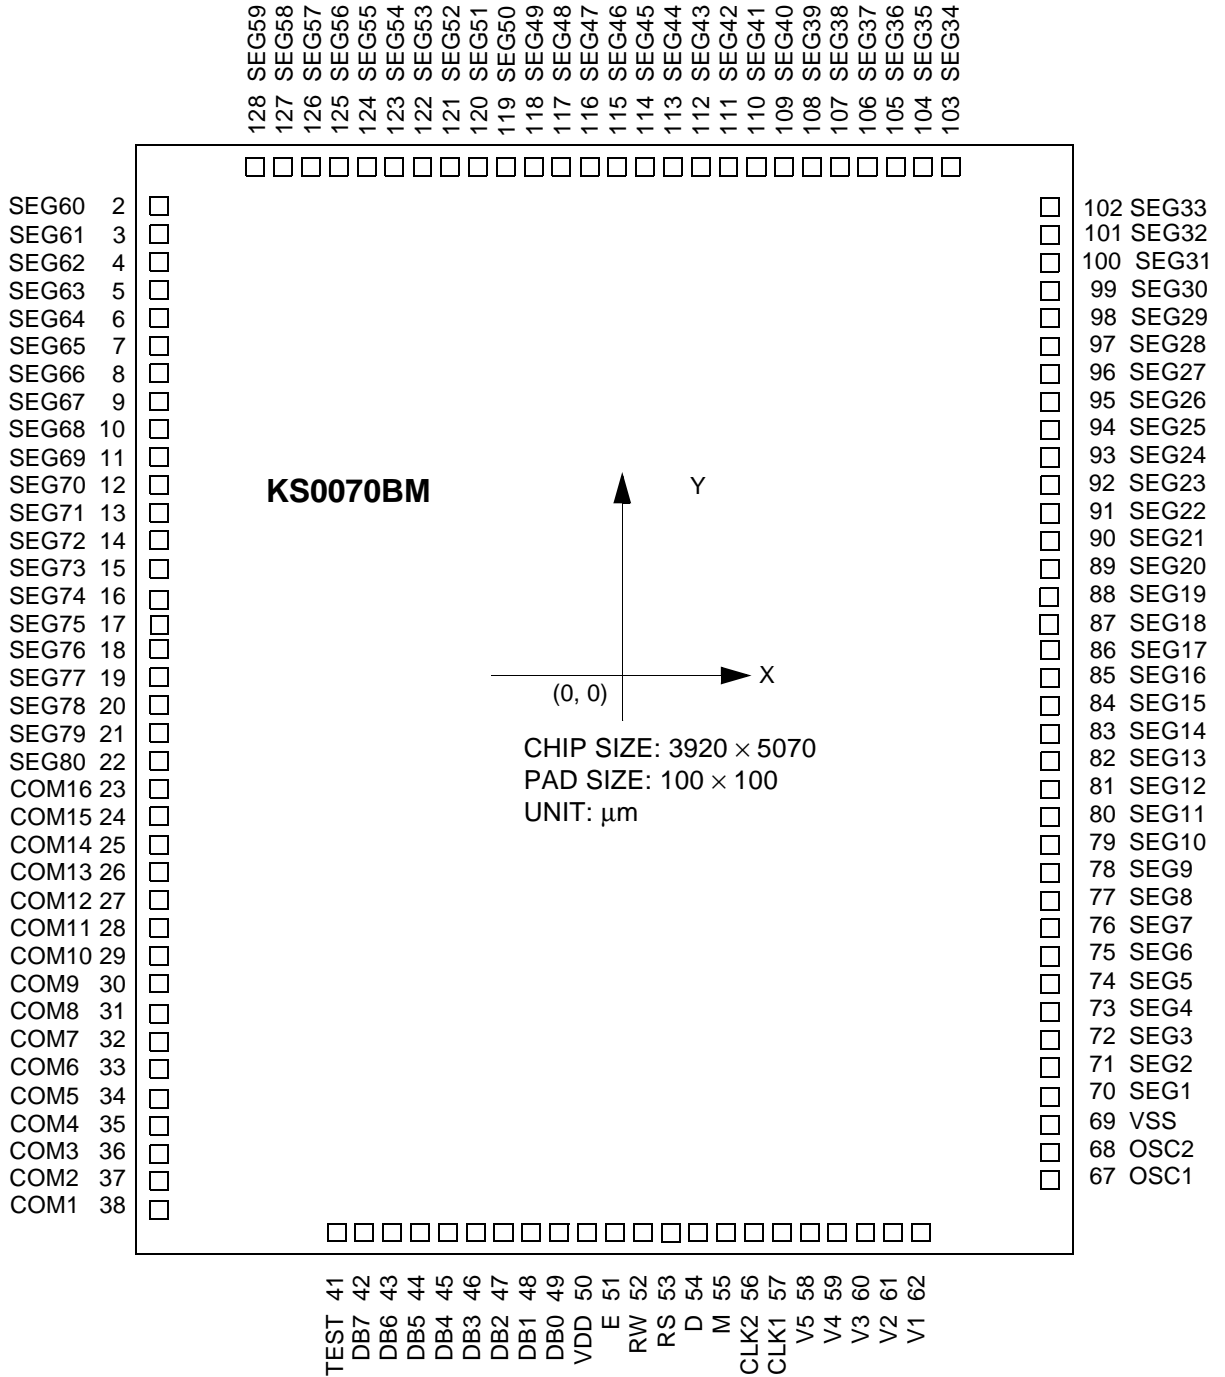 128 SEG59
127 SEG58
126 SEG57
125 SEG56
124 SEG55
123 SEG54
122 SEG53
121 SEG52
120 SEG51
119 SEG50
118 SEG49
117 SEG48
116 SEG47
115 SEG46
114 SEG45
113 SEG44
112 SEG43
111 SEG42
110 SEG41
109 SEG40
108 SEG39
107 SEG38
106 SEG37
105 SEG36
104 SEG35
103 SEG34
SEG60 2
SEG61 3
SEG62 4
SEG63 5
SEG64 6
SEG65 7
SEG66 8
SEG67 9
SEG68 10
SEG69 11
SEG70 12
SEG71 13
SEG72 14
SEG73 15
SEG74 16
SEG75 17
SEG76 18
SEG77 19
SEG78 20
SEG79 21
SEG80 22
COM16 23
COM15 24
COM14 25
COM13 26
COM12 27
COM11 28
COM10 29
COM9 30
COM8 31
COM7 32
COM6 33
COM5 34
COM4 35
COM3 36
COM2 37
COM1 38
KS0070BM
Y
X
(0, 0)
CHIP SIZE: 3920 × 5070
PAD SIZE: 100 × 100
UNIT: μm
102 SEG33
101 SEG32
100 SEG31
99 SEG30
98 SEG29
97 SEG28
96 SEG27
95 SEG26
94 SEG25
93 SEG24
92 SEG23
91 SEG22
90 SEG21
89 SEG20
88 SEG19
87 SEG18
86 SEG17
85 SEG16
84 SEG15
83 SEG14
82 SEG13
81 SEG12
80 SEG11
79 SEG10
78 SEG9
77 SEG8
76 SEG7
75 SEG6
74 SEG5
73 SEG4
72 SEG3
71 SEG2
70 SEG1
69 VSS
68 OSC2
67 OSC1
TEST 41
DB7 42
DB6 43
DB5 44
DB4 45
DB3 46
DB2 47
DB1 48
DB0 49
VDD 50
E 51
RW 52
RS 53
D 54
M 55
CLK2 56
CLK1 57
V5 58
V4 59
V3 60
V2 61
V1 62